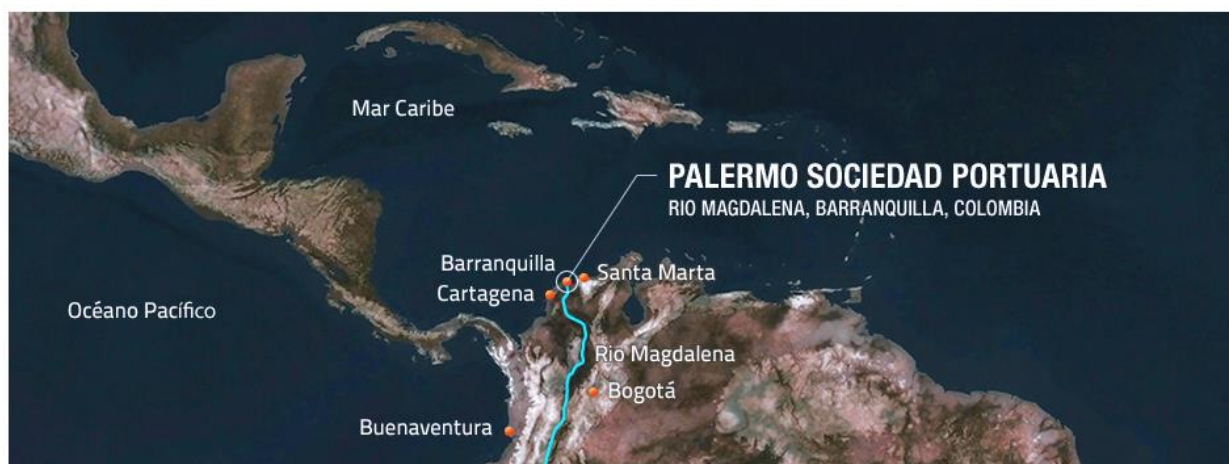 Mar Caribe
PALERMO SOCIEDAD PORTUARIA
RIO MAGDALENA, BARRANQUILLA, COLOMBIA
Barranquilla
Santa Marta
Cartagena
Océano Pacífico
Rio Magdalena
Bogotá
Buenaventura